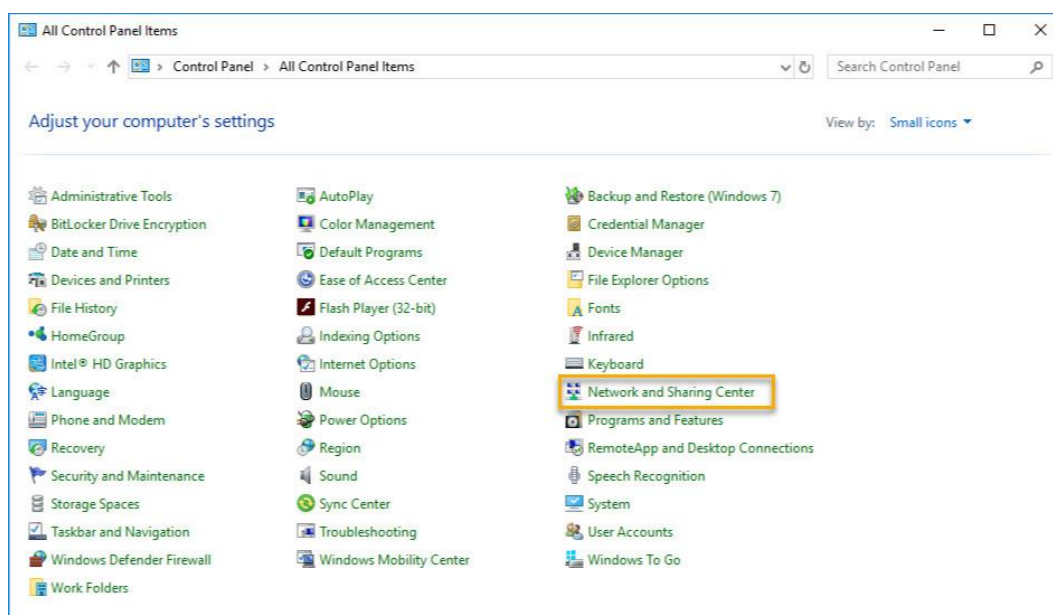 All Control Panel Items
Control Panel > All Control Panel Items
Search Control Panel
Adjust your computer's settings
View by: Small icons
Administrative Tools
AutoPlay
Backup and Restore (Windows 7)
BitLocker Drive Encryption
Color Management
Credential Manager
Date and Time
Default Programs
Device Manager
Devices and Printers
Ease of Access Center
File Explorer Options
File History
Flash Player (32-bit)
Fonts
HomeGroup
Indexing Options
Infrared
Intel® HD Graphics
Internet Options
Keyboard
Language
Mouse
Network and Sharing Center
Phone and Modem
Power Options
Programs and Features
Recovery
Region
RemoteApp and Desktop Connections
Security and Maintenance
Sound
Speech Recognition
Storage Spaces
Sync Center
System
Taskbar and Navigation
Troubleshooting
User Accounts
Windows Defender Firewall
Windows Mobility Center
Windows To Go
Work Folders